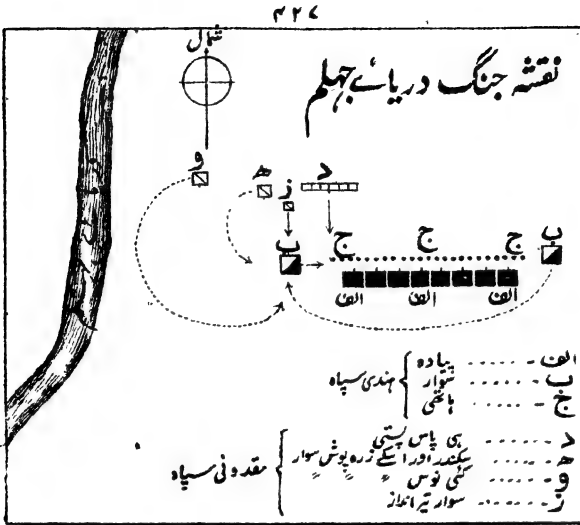 ۴۲۷
نقشہ جنگ دریائے جہلم
شمال
و
ھ
ز
د
ب
ج ج ج
ب
الف الف الف
الف ...... پیادہ
ب ...... سوار
ج ...... ہاتھی
ہندی سپاہ
د ...... ہی پاس پستی
ھ ...... سکندر اور اسکے زرہ پوش سوار
و ...... کئی نوس
ز ...... سوار تیر انداز
مقدونی سپاہ